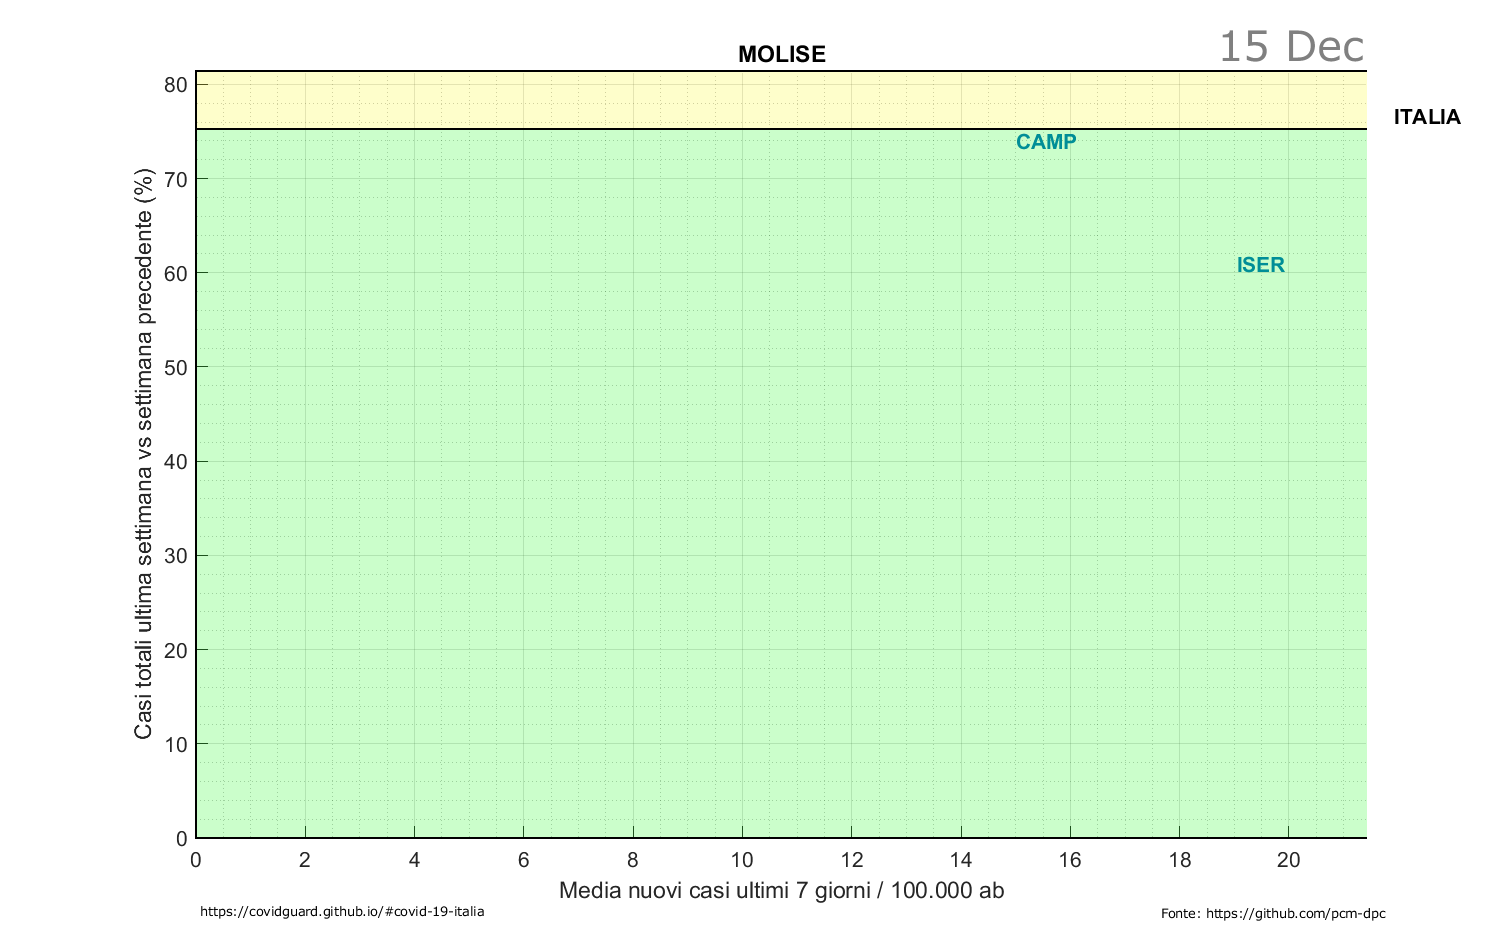 MOLISE
15 Dec
ITALIA
CAMP
ISER
Casi totali ultima settimana vs settimana precedente (%)
80
70
60
50
40
30
20
10
0
0 2 4 6 8 10 12 14 16 18 20
Media nuovi casi ultimi 7 giorni / 100.000 ab
https://covidguard.github.io/#covid-19-italia
Fonte: https://github.com/pcm-dpc